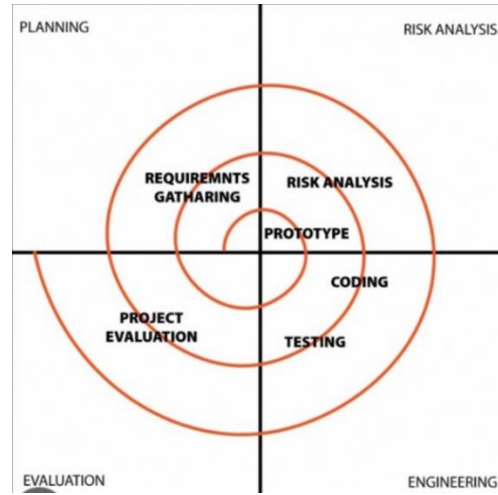 PLANNING
RISK ANALYSIS
REQUIREMNTS
GATHARING
RISK ANALYSIS
PROTOTYPE
CODING
PROJECT
EVALUATION
TESTING
EVALUATION
ENGINEERING